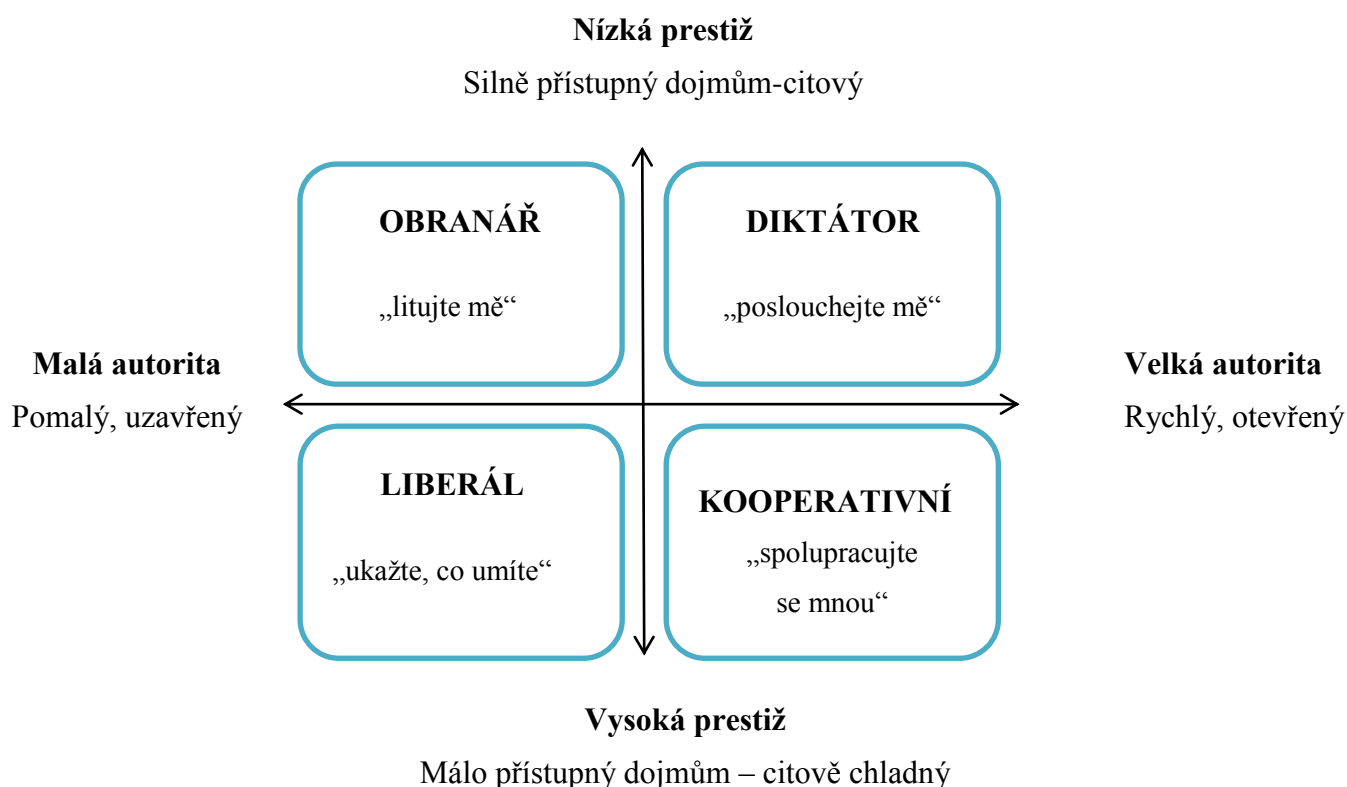 Nízká prestiž
Silně přístupný dojmům-citový
OBRANÁŘ
„litujte mě“
DIKTÁTOR
„poslouchejte mě“
Malá autorita
Pomalý, uzavřený
Velká autorita
Rychlý, otevřený
LIBERÁL
„ukažte, co umíte“
KOOPERATIVNÍ
„spolupracujte
se mnou“
Vysoká prestiž
Málo přístupný dojmům – citově chladný